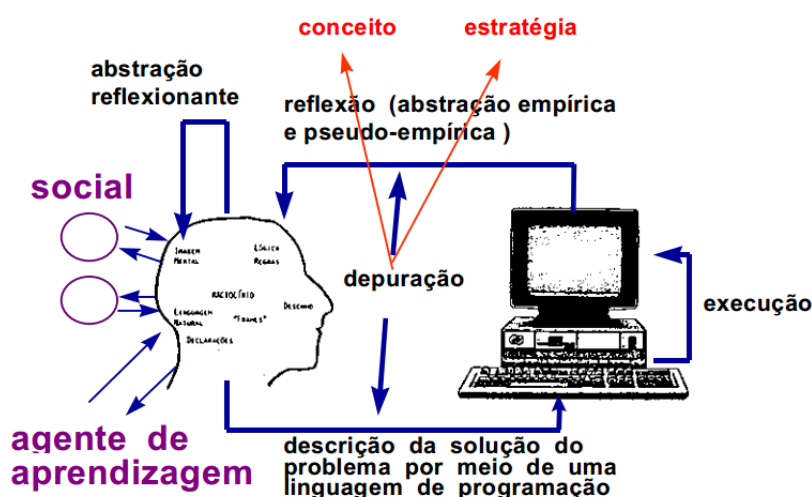 conceito
estratégia
abstração
reflexionante
reflexão (abstração empírica
e pseudo-empírica )
social
IMAGEM
MENTAL
LÓGICA
REGRAS
RACIOCÍNIO
DESENHO
LINGUAGEM
NATURAL
"FRAMES"
DECLARAÇÕES
depuração
execução
agente de
aprendizagem
descrição da solução do
problema por meio de uma
linguagem de programação